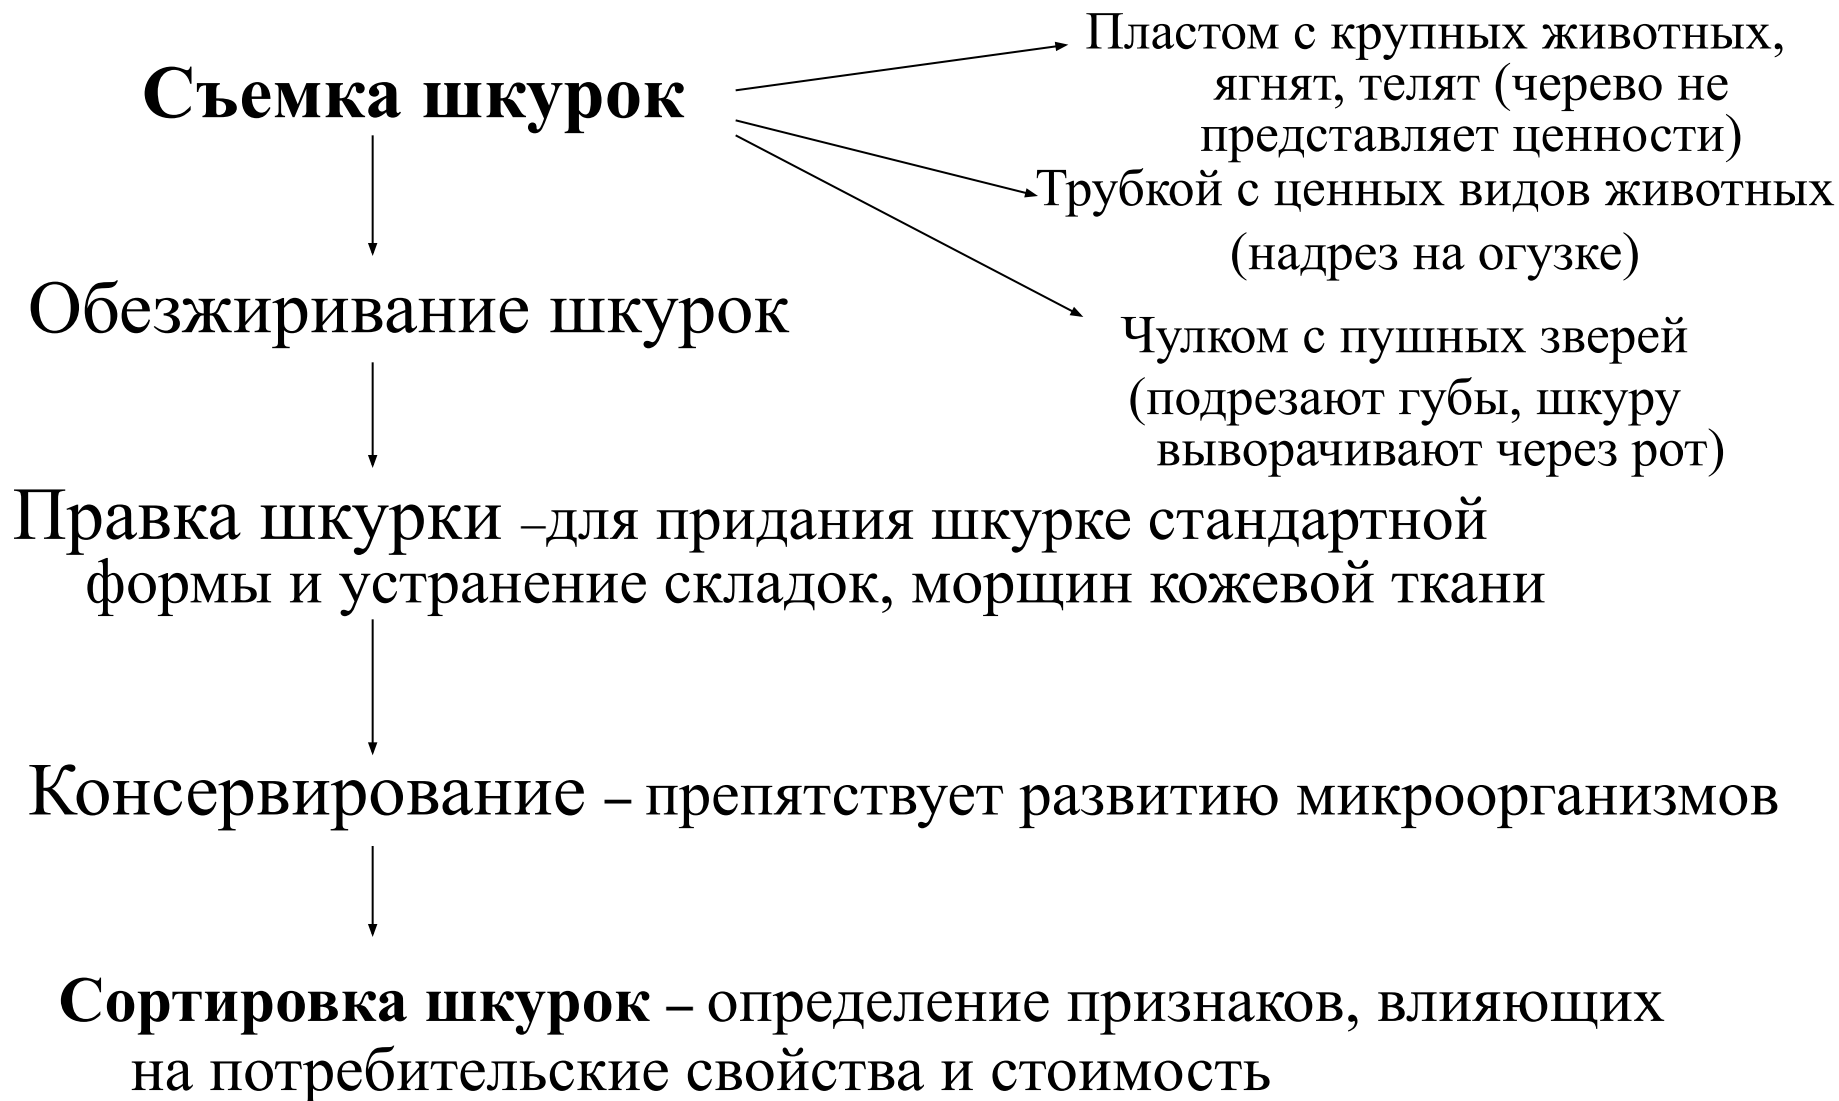 Съемка шкурок
Пластом с крупных животных,
ягнят, телят (черево не
представляет ценности)
Трубкой с ценных видов животных
(надрез на огузке)
Чулком с пушных зверей
(подрезают губы, шкуру
выворачивают через рот)
Обезжиривание шкурок
Правка шкурки –для придания шкурке стандартной
формы и устранение складок, морщин кожевой ткани
Консервирование – препятствует развитию микроорганизмов
Сортировка шкурок – определение признаков, влияющих
на потребительские свойства и стоимость